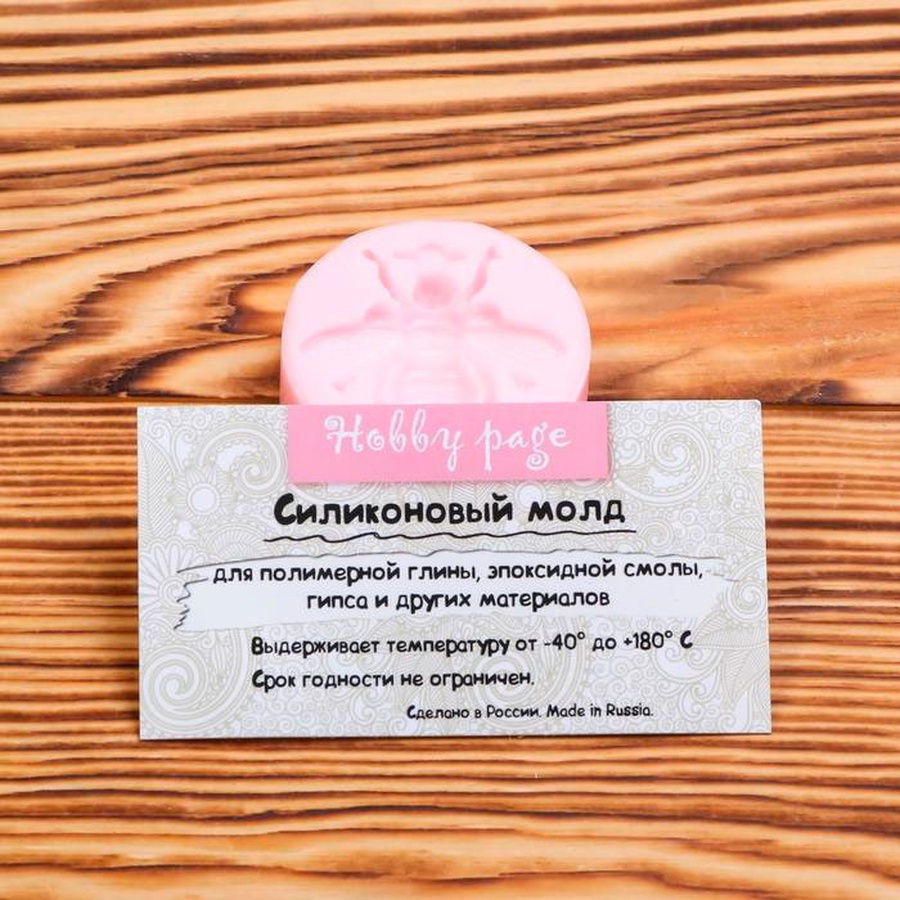 Hobby page
Силиконовый молд
для полимерной глины, эпоксидной смолы,
гипса и других материалов
Выдерживает температуру от -40° до +180° С
Срок годности не ограничен.
Сделано в России. Made in Russia.